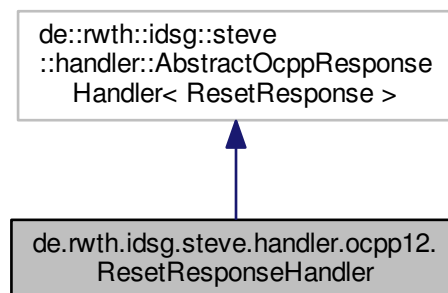 de::rwth::idsg::steve
::handler::AbstractOcppResponse
Handler< ResetResponse >
de.rwth.idsg.steve.handler.ocpp12.
ResetResponseHandler